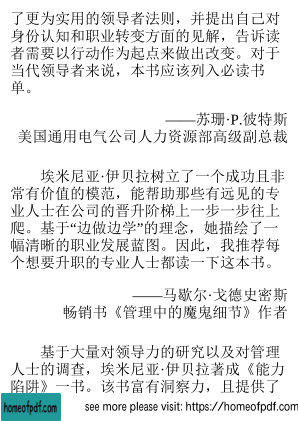 了更为实用的领导者法则，并提出自己对
身份认知和职业转变方面的见解，告诉读
者需要以行动作为起点来做出改变。对于
当代领导者来说，本书应该列入必读书
单。
——苏珊·P.彼特斯
美国通用电气公司人力资源部高级副总裁
埃米尼亚·伊贝拉树立了一个成功且非
常有价值的模范，能帮助那些有远见的专
业人士在公司的晋升阶梯上一步一步往上
爬。基于“边做边学”的理念，她描绘了一
幅清晰的职业发展蓝图。因此，我推荐每
个想要升职的专业人士都读一下这本书。
——马歇尔·戈德史密斯
畅销书《管理中的魔鬼细节》作者
基于大量对领导力的研究以及对管理
人士的调查，埃米尼亚·伊贝拉著成《能力
陷阱》一书。该书富有洞察力，且提供了
homeofpdf.com
see more please visit: https://homeofpdf.com